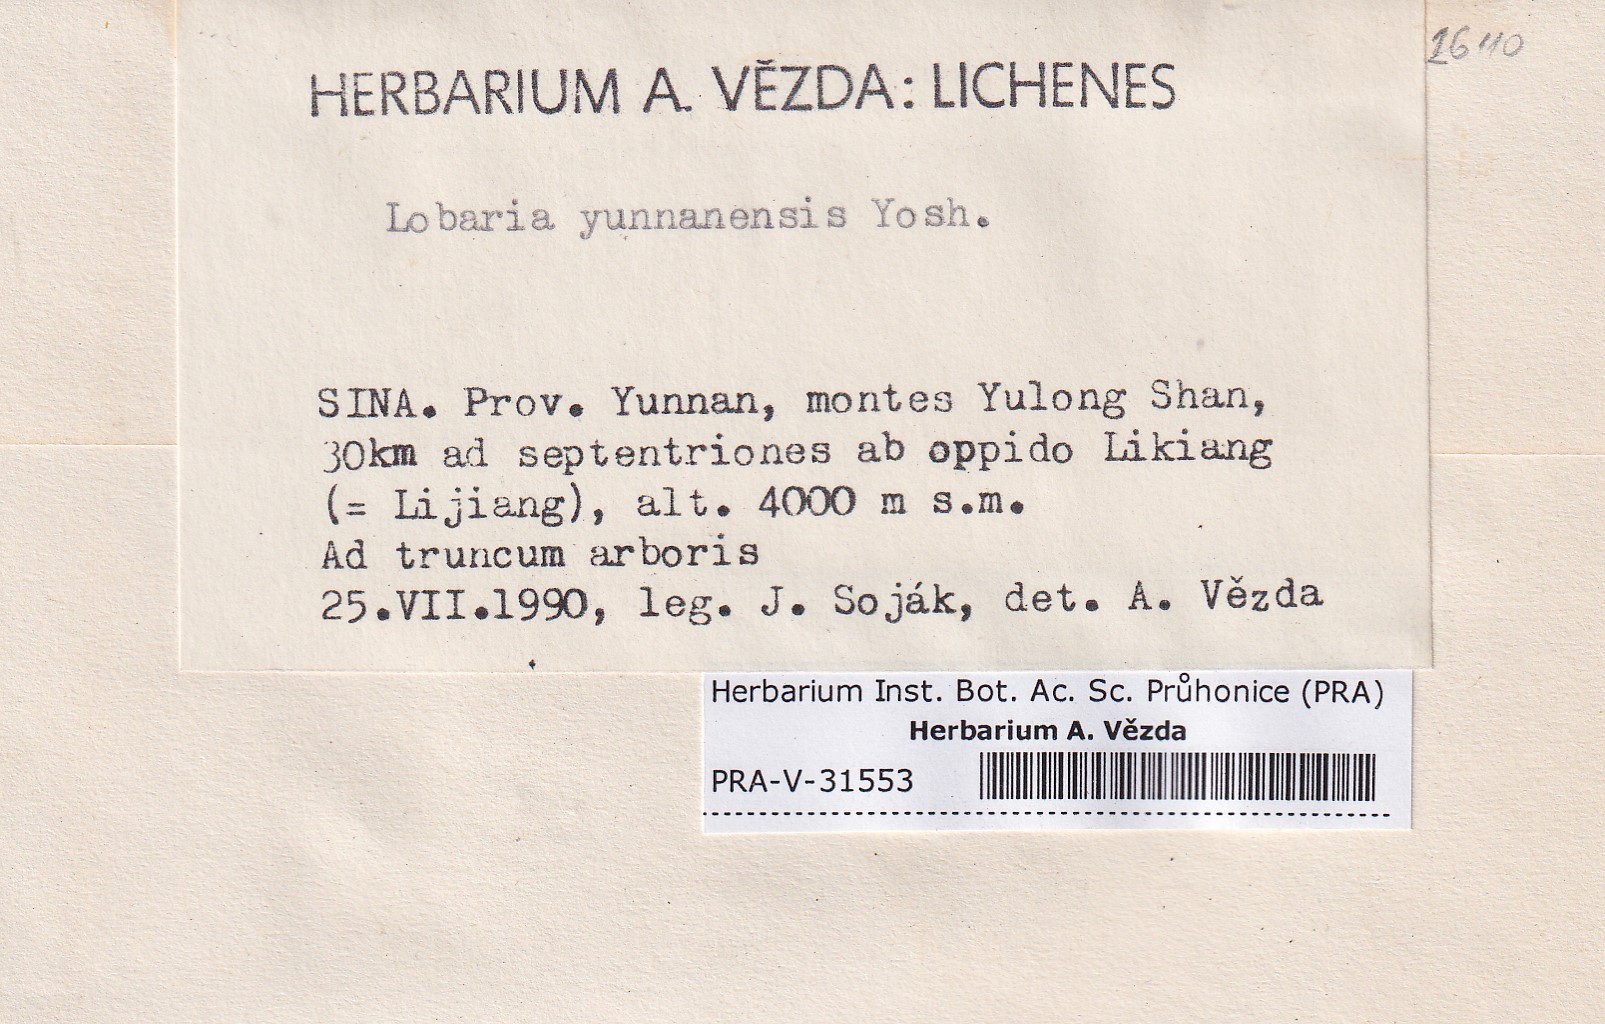 26110
HERBARIUM A. VĚZDA: LICHENES
Lobaria yunnanensis Yosh.
SINA. Prov. Yunnan, montes Yulong Shan,
30km ad septentriones ab oppido Likiang
(= Lijiang), alt. 4000 m s.m.
Ad truncum arboris
25.VII.1990, leg. J. Soják, det. A. Vězda
Herbarium Inst. Bot. Ac. Sc. Průhonice (PRA)
Herbarium A. Vězda
PRA-V-31553